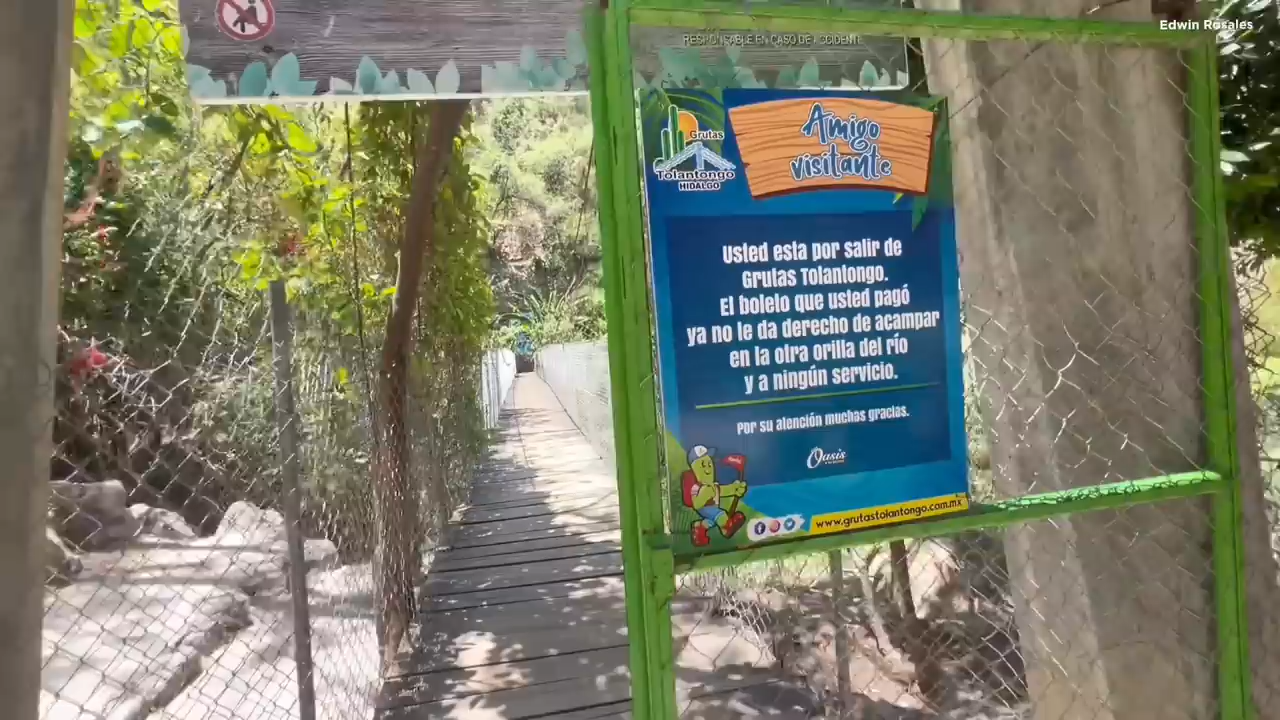 Edwin Rosales
RESPONSABLE EN CASO DE ACCIDENTE
Grutas
Tolantongo
HIDALGO
Amigo
visitante
Usted esta por salir de
Grutas Tolantongo.
El boleto que usted pagó
ya no le da derecho de acampar
en la otra orilla del río
y a ningún servicio.
Por su atención muchas gracias.
Oasis
www.grutastolantongo.com.mx